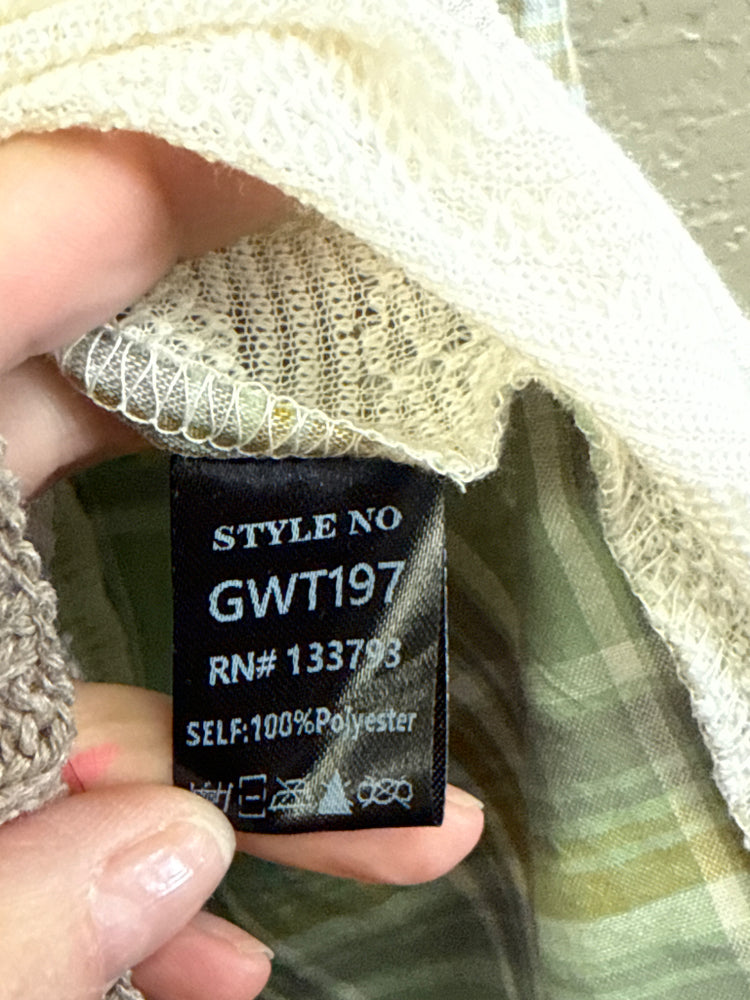 STYLE NO
GWT197
RN# 133793
SELF:100%Polyester